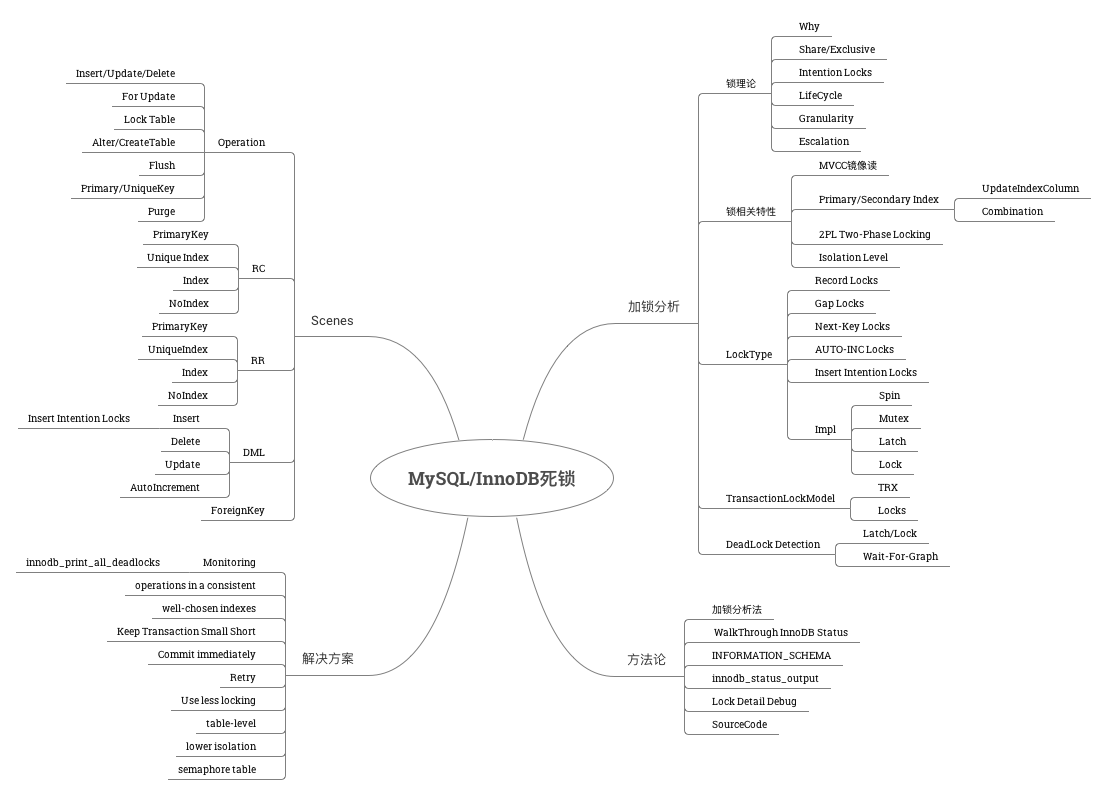 MySQL/InnoDB死锁
加锁分析
锁理论
Why
Share/Exclusive
Intention Locks
LifeCycle
Granularity
Escalation
锁相关特性
MVCC镜像读
Primary/Secondary Index
UpdateIndexColumn
Combination
2PL Two-Phase Locking
Isolation Level
LockType
Record Locks
Gap Locks
Next-Key Locks
AUTO-INC Locks
Insert Intention Locks
Impl
Spin
Mutex
Latch
Lock
TransactionLockModel
TRX
Locks
DeadLock Detection
Latch/Lock
Wait-For-Graph
方法论
加锁分析法
WalkThrough InnoDB Status
INFORMATION_SCHEMA
innodb_status_output
Lock Detail Debug
SourceCode
Scenes
Operation
Insert/Update/Delete
For Update
Lock Table
Alter/CreateTable
Flush
Primary/UniqueKey
Purge
RC
PrimaryKey
Unique Index
Index
NoIndex
RR
PrimaryKey
UniqueIndex
Index
NoIndex
DML
Insert
Insert Intention Locks
Delete
Update
AutoIncrement
ForeignKey
解决方案
Monitoring
innodb_print_all_deadlocks
operations in a consistent
well-chosen indexes
Keep Transaction Small Short
Commit immediately
Retry
Use less locking
table-level
lower isolation
semaphore table